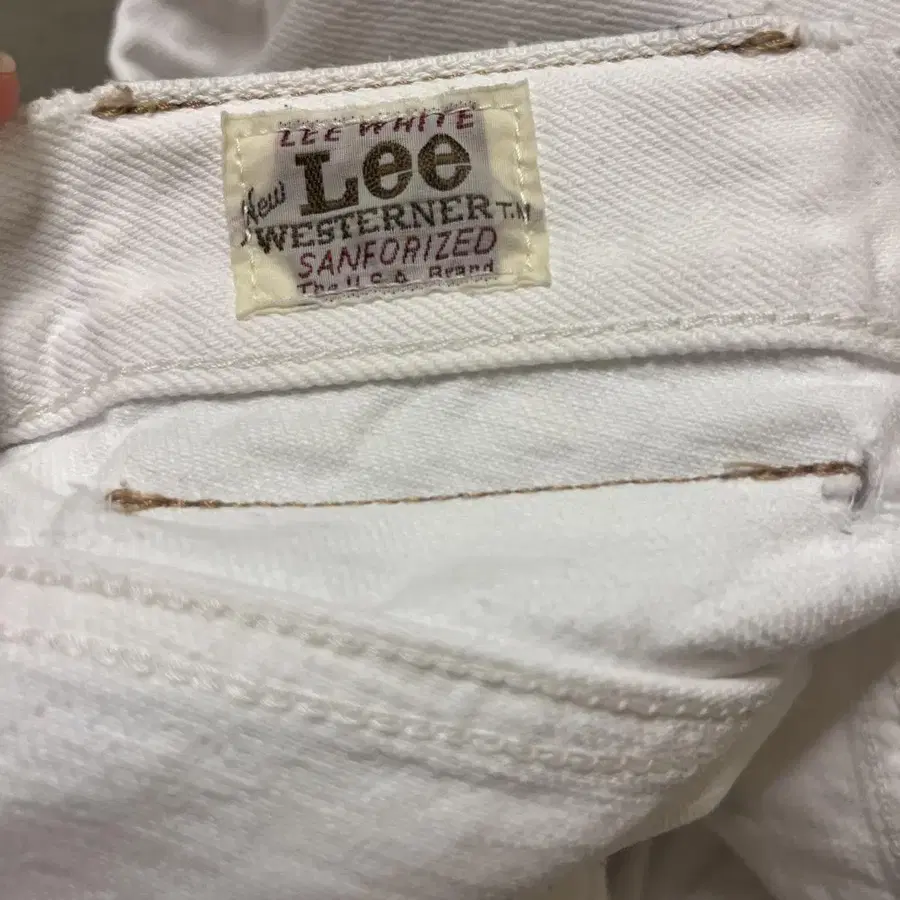 LEE WHITE
New Lee
WESTERNER T.M
SANFORIZED
The U.S.A. Brand